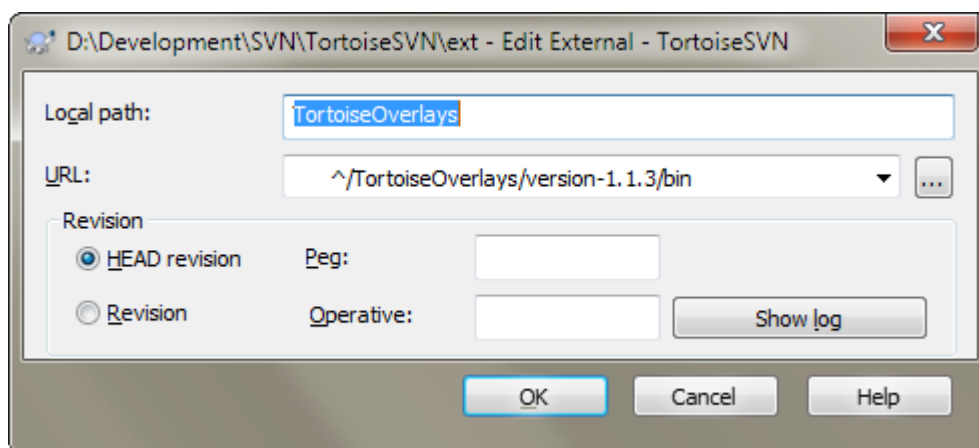 D:\Development\SVN\TortoiseSVN\ext - Edit External - TortoiseSVN
Local path: TortoiseOverlays
URL: ^/TortoiseOverlays/version-1.1.3/bin ...
Revision
HEAD revision Peg:
Revision Operative: Show log
OK Cancel Help